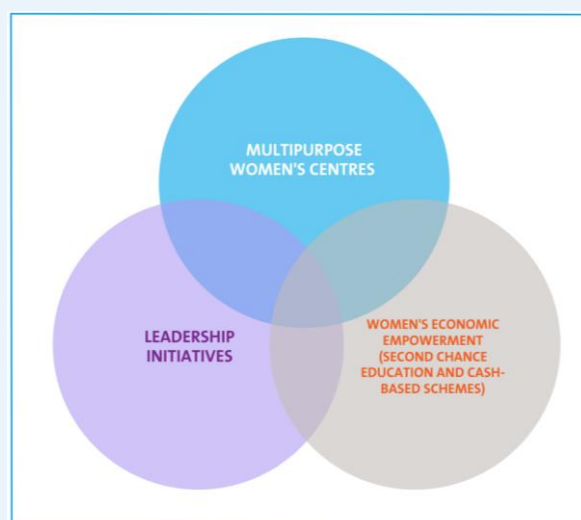 MULTIPURPOSE
WOMEN'S CENTRES
LEADERSHIP
INITIATIVES
WOMEN'S ECONOMIC
EMPOWERMENT
(SECOND CHANCE
EDUCATION AND CASH-
BASED SCHEMES)